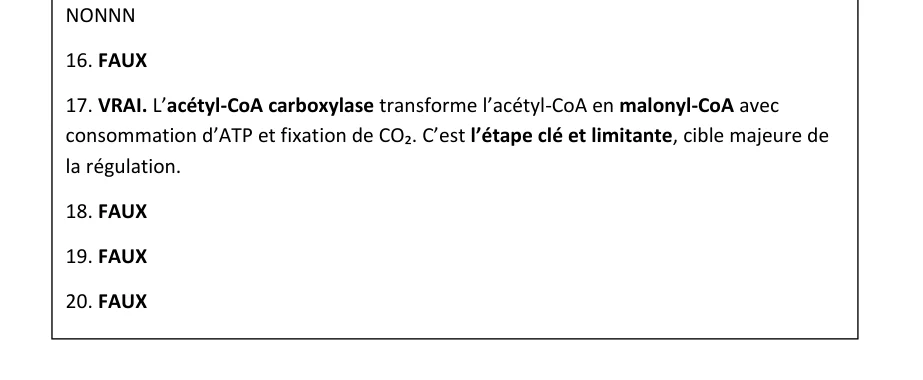 NONNN
16. FAUX
17. VRAI. L’acétyl-CoA carboxylase transforme l’acétyl-CoA en malonyl-CoA avec
consommation d’ATP et fixation de CO₂. C’est l’étape clé et limitante, cible majeure de
la régulation.
18. FAUX
19. FAUX
20. FAUX